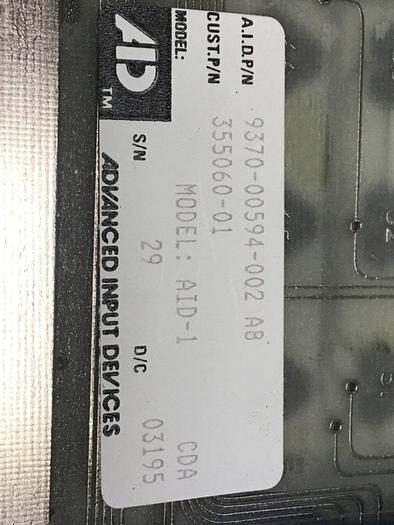 A.I.D.P/N 9370-00594-002 AB
CUST.P/N 355060-01
MODEL: MODEL: AID-1 CDA
S/N 29 D/C 03195
AID TM ADVANCED INPUT DEVICES